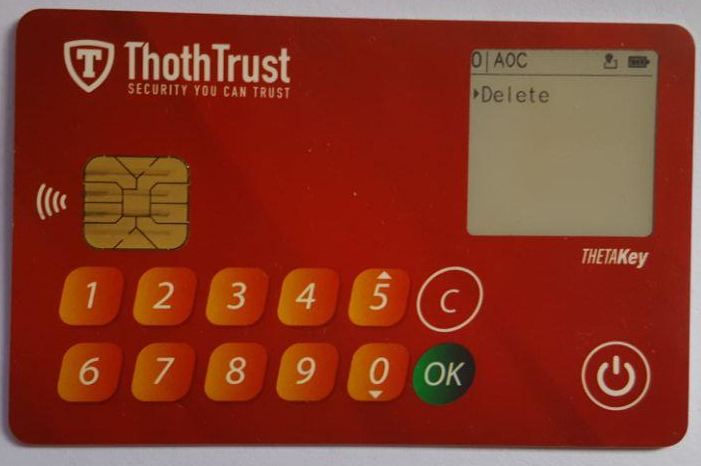 ThothTrust
SECURITY YOU CAN TRUST
0|AOC
Delete
THETAKey
1 2 3 4 5 C
6 7 8 9 0 OK